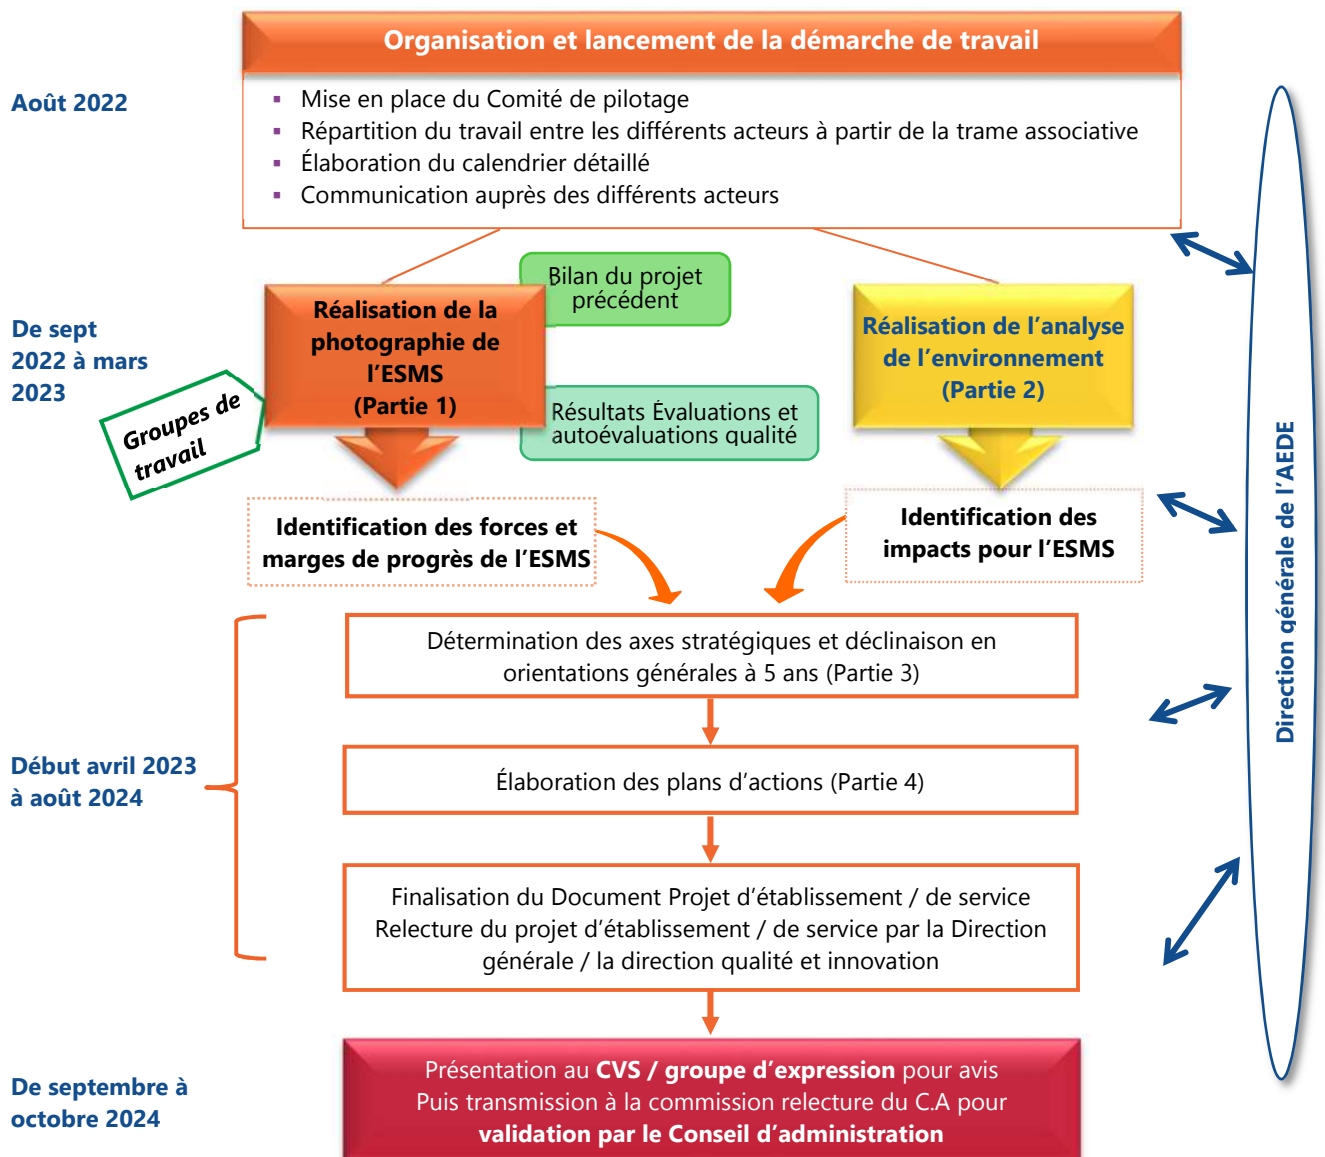 Organisation et lancement de la démarche de travail
Août 2022
▪ Mise en place du Comité de pilotage
▪ Répartition du travail entre les différents acteurs à partir de la trame associative
▪ Élaboration du calendrier détaillé
▪ Communication auprès des différents acteurs
De sept
2022 à mars
2023
Groupes de
travail
Réalisation de la
photographie de
l’ESMS
(Partie 1)
Bilan du projet
précédent
Résultats Évaluations et
autoévaluations qualité
Réalisation de l’analyse
de l’environnement
(Partie 2)
Identification des forces et
marges de progrès de l’ESMS
Identification des
impacts pour l’ESMS
Direction générale de l’AEDE
Début avril 2023
à août 2024
Détermination des axes stratégiques et déclinaison en
orientations générales à 5 ans (Partie 3)
Élaboration des plans d’actions (Partie 4)
Finalisation du Document Projet d’établissement / de service
Relecture du projet d’établissement / de service par la Direction
générale / la direction qualité et innovation
De septembre à
octobre 2024
Présentation au CVS / groupe d’expression pour avis
Puis transmission à la commission relecture du C.A pour
validation par le Conseil d’administration